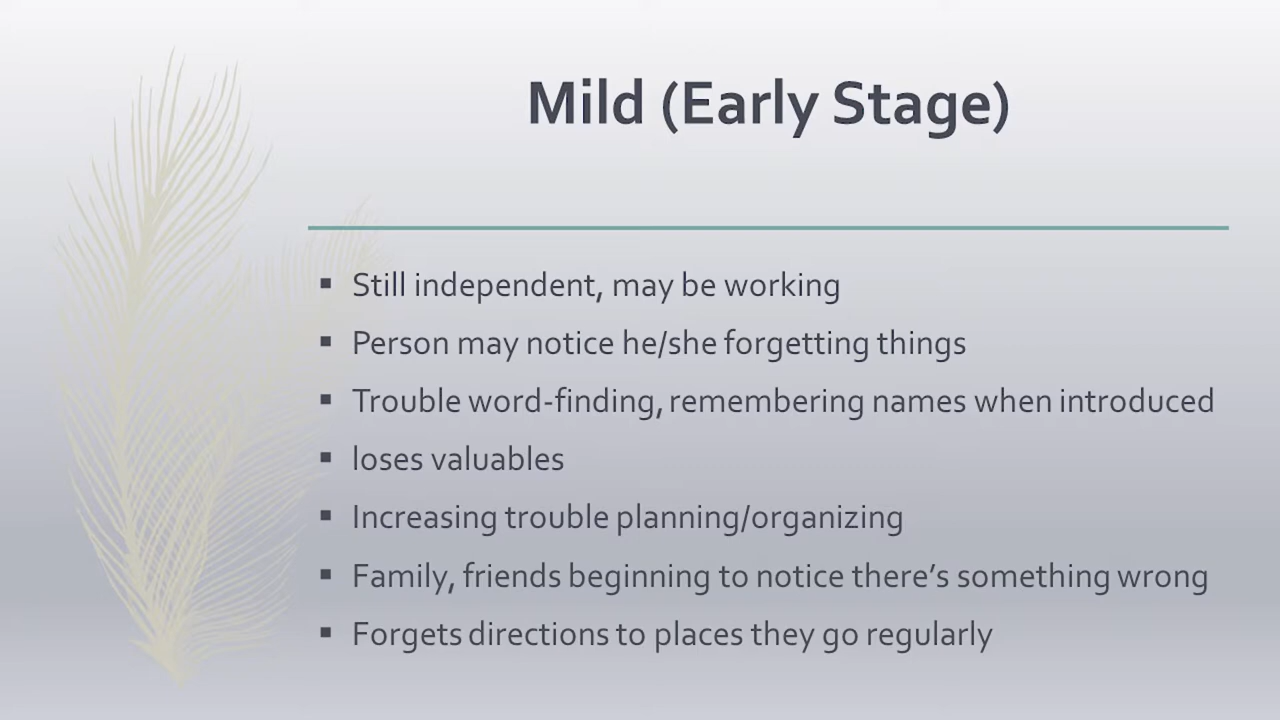 Mild (Early Stage)
▪ Still independent, may be working
▪ Person may notice he/she forgetting things
▪ Trouble word-finding, remembering names when introduced
▪ loses valuables
▪ Increasing trouble planning/organizing
▪ Family, friends beginning to notice there’s something wrong
▪ Forgets directions to places they go regularly